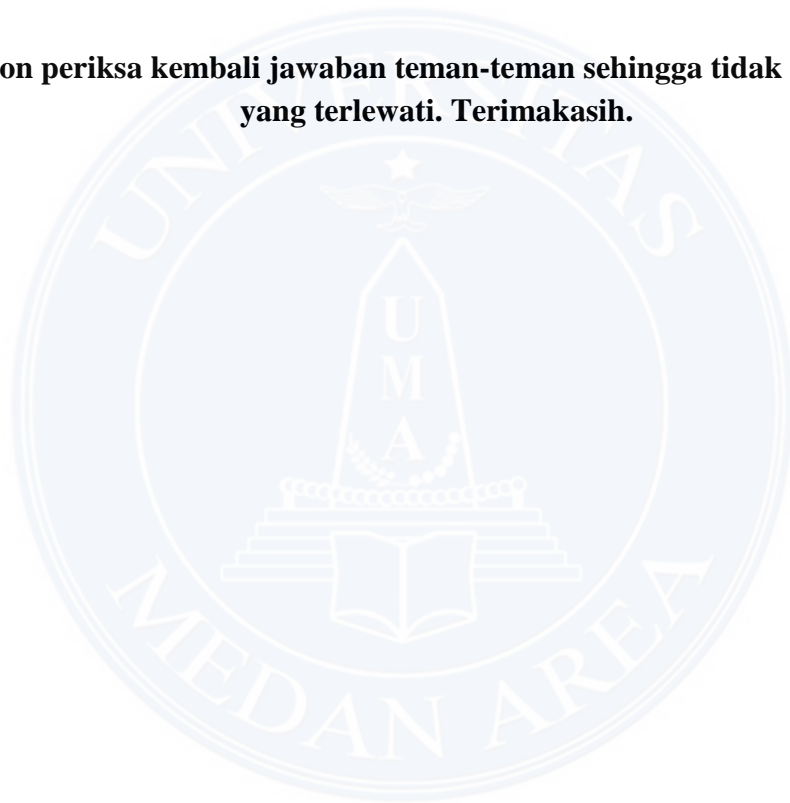 on periksa kembali jawaban teman-teman sehingga tidak
yang terlewati. Terimakasih.
UNIVERSITAS
U
M
A
MEDAN AREA